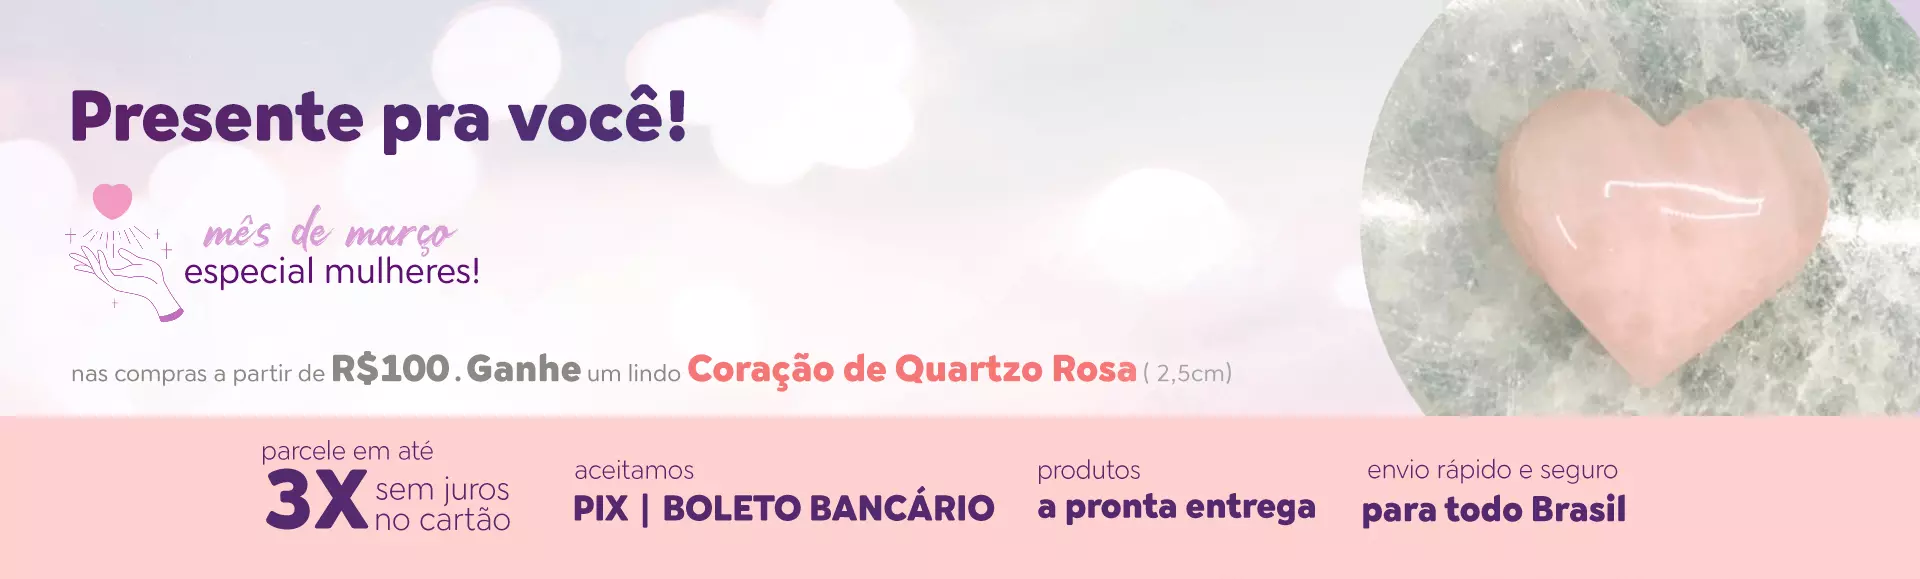 Presente pra você!
mês de março
especial mulheres!
nas compras a partir de R$100.Ganhe um lindo Coração de Quartzo Rosa ( 2,5cm)
parcele em até
3X sem juros
no cartão
aceitamos
PIX | BOLETO BANCÁRIO
produtos
a pronta entrega
envio rápido e seguro
para todo Brasil